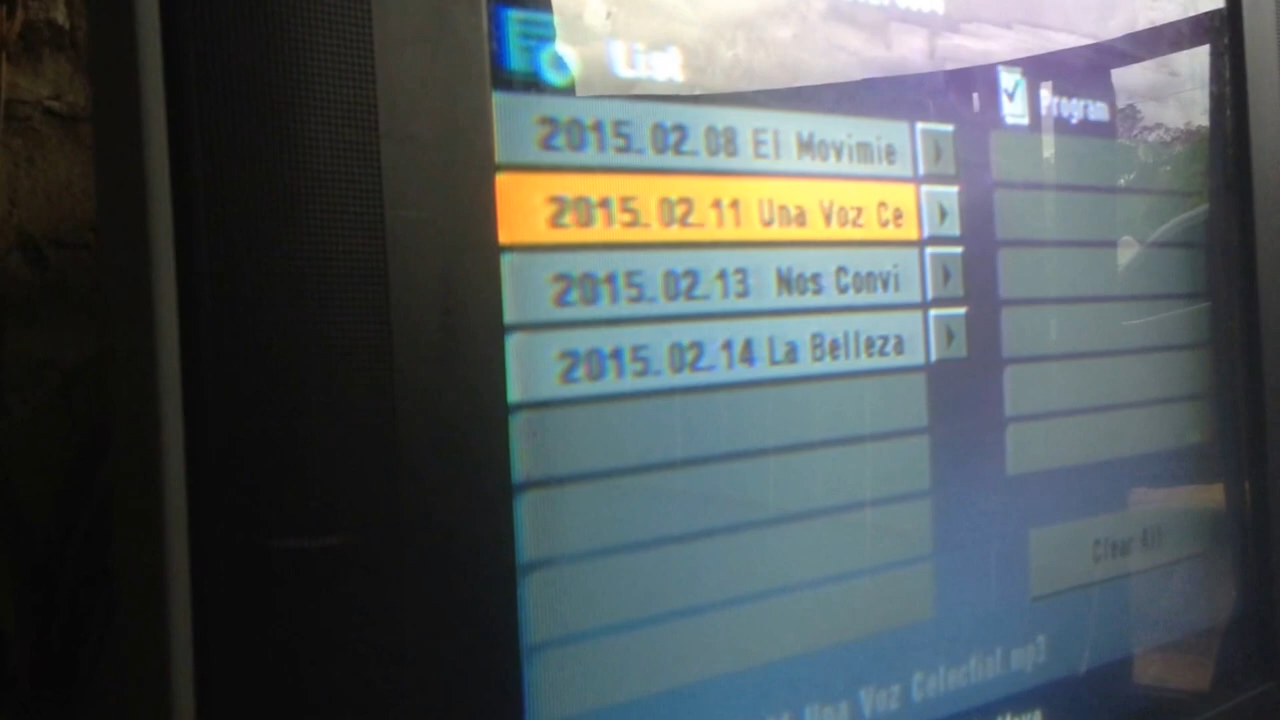 List
Program
2015.02.08 El Movimie
2015.02.11 Una Voz Ce
2015.02.13 Nos Convi
2015.02.14 La Belleza
Clear All
Una Voz Celestial.mp3